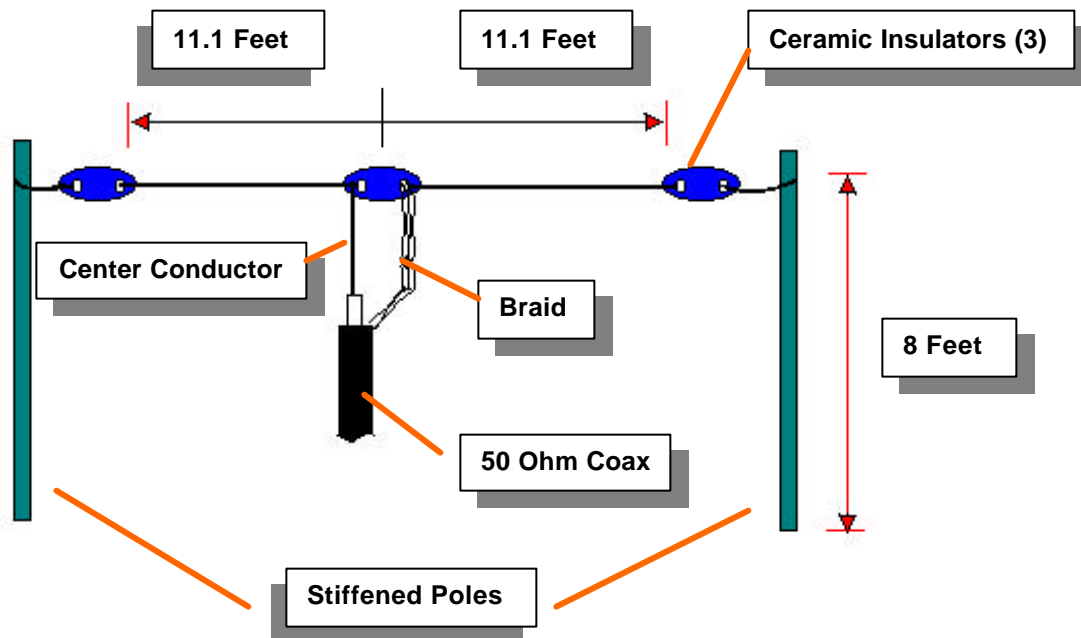 11.1 Feet
11.1 Feet
Ceramic Insulators (3)
Center Conductor
Braid
8 Feet
50 Ohm Coax
Stiffened Poles